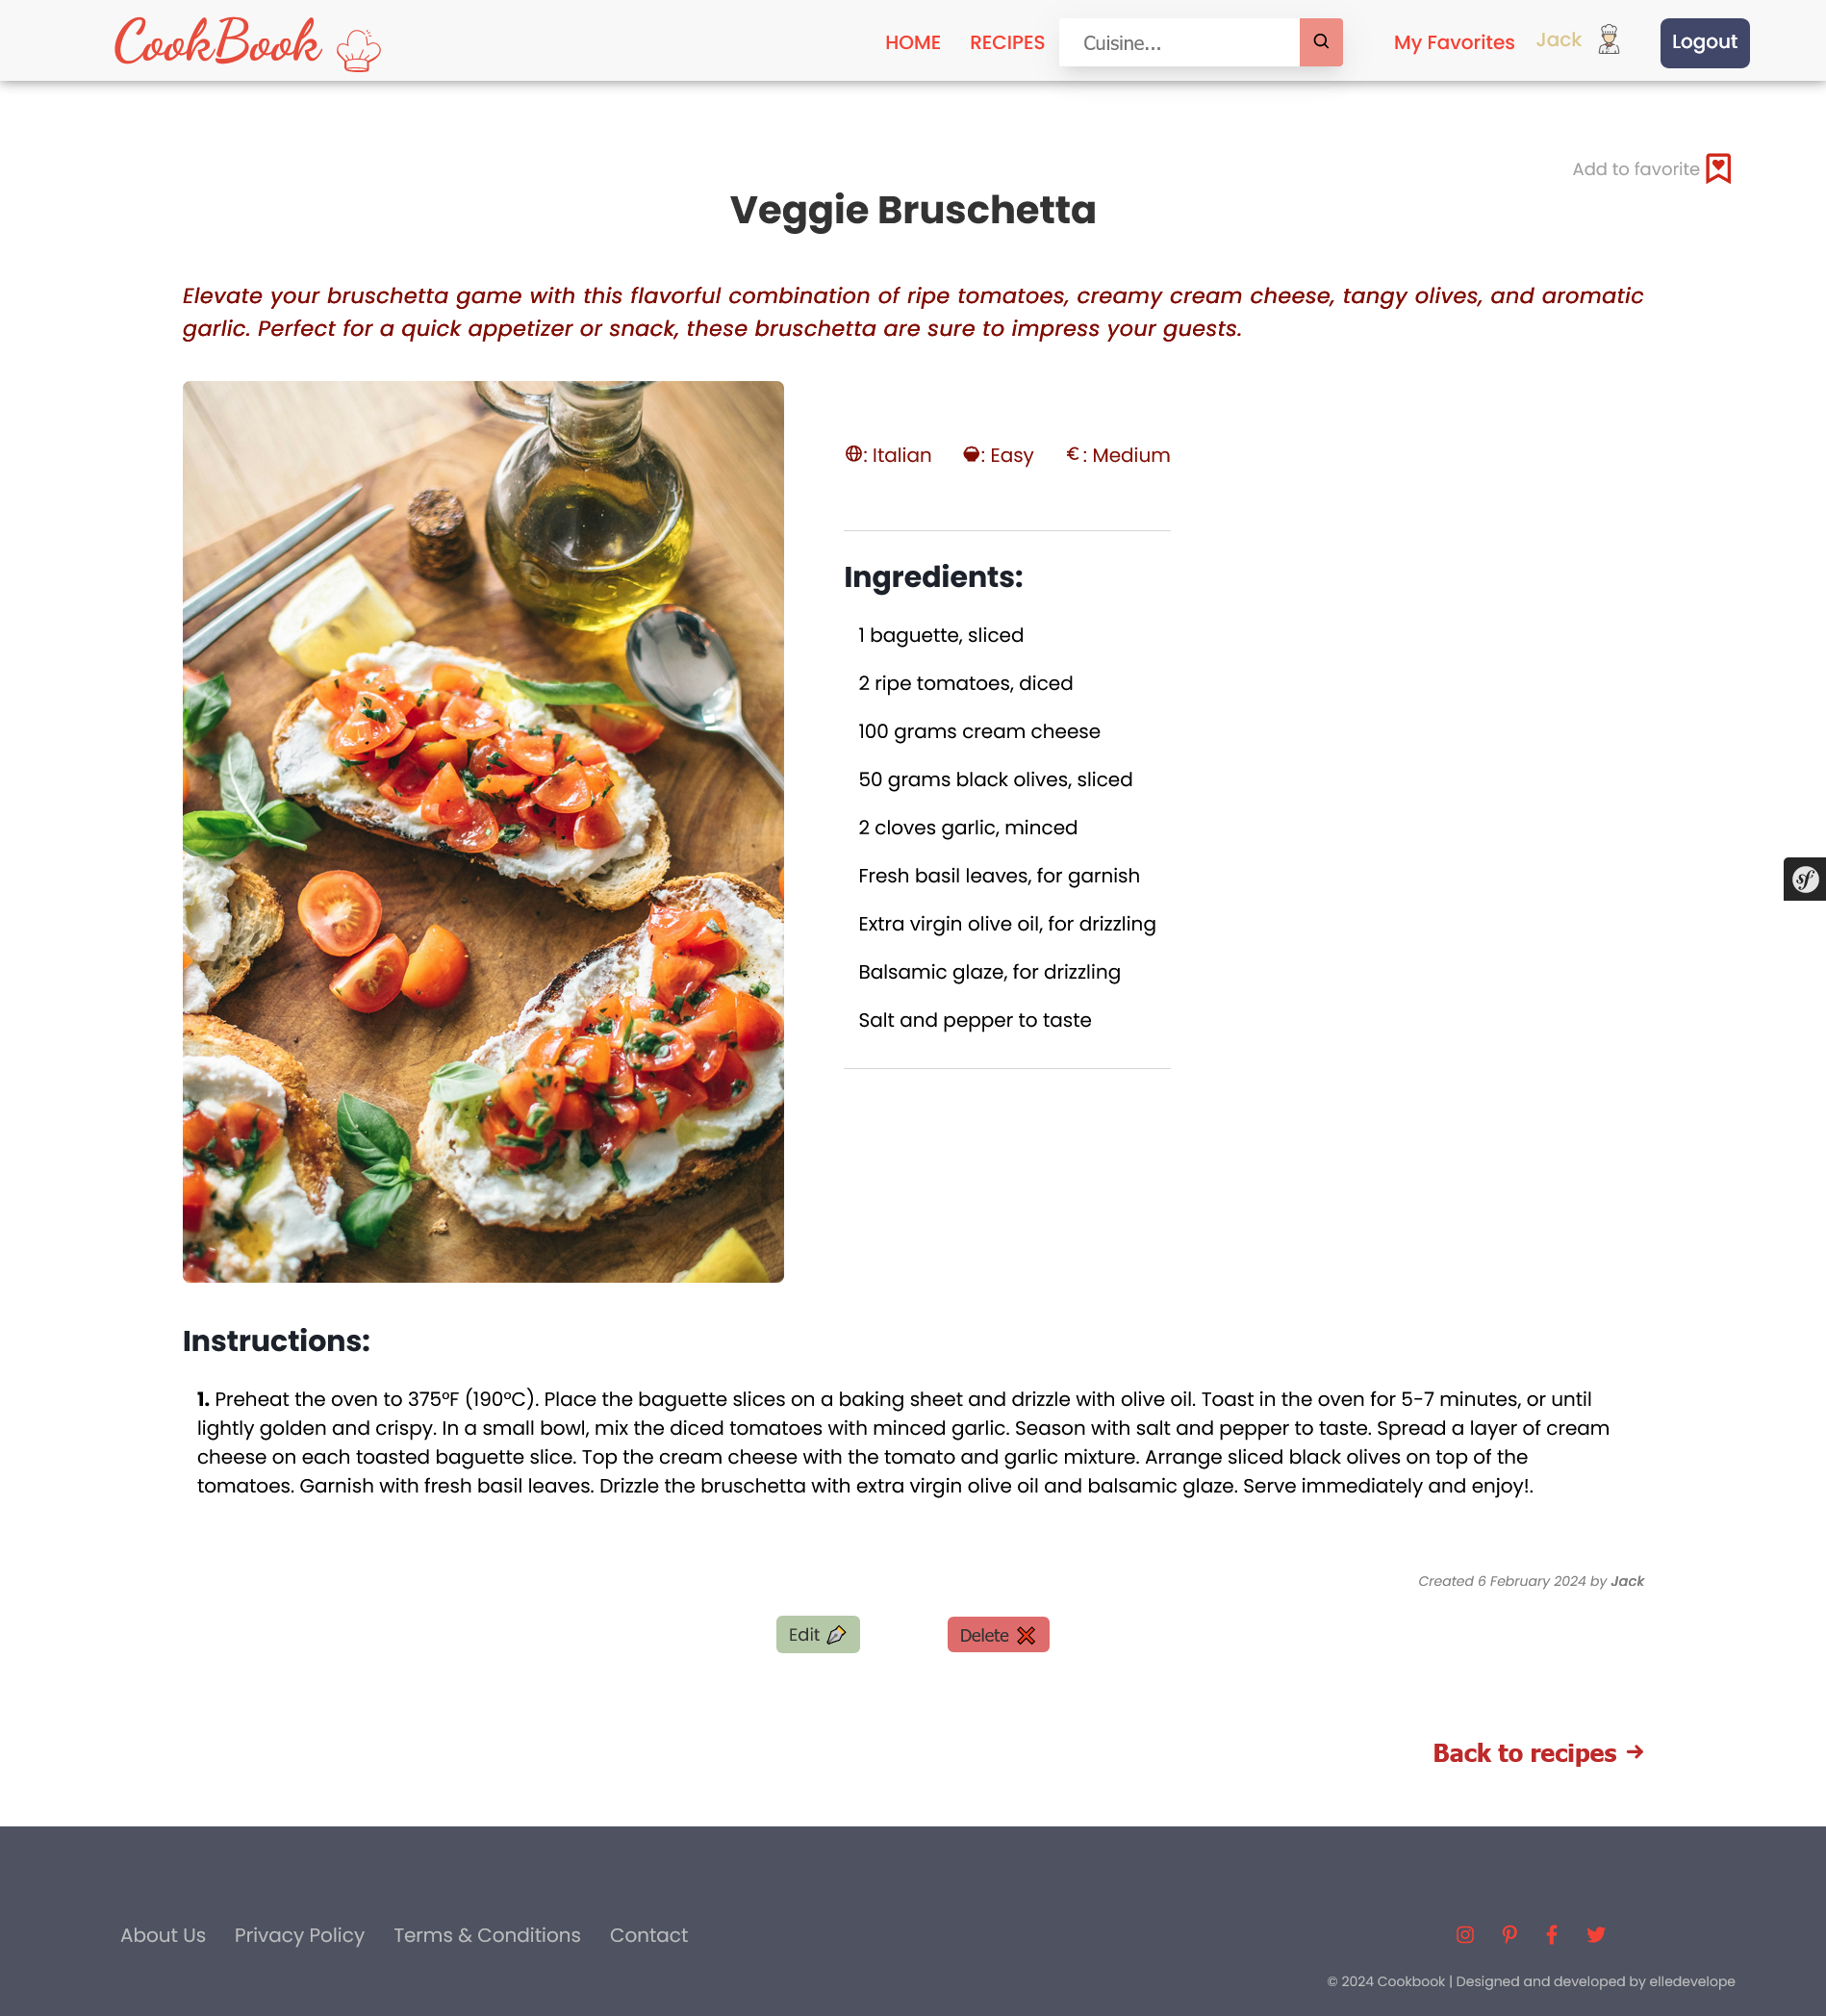 CookBook
HOME RECIPES Cuisine... My Favorites Jack Logout
Add to favorite
Veggie Bruschetta
Elevate your bruschetta game with this flavorful combination of ripe tomatoes, creamy cream cheese, tangy olives, and aromatic
garlic. Perfect for a quick appetizer or snack, these bruschetta are sure to impress your guests.
: Italian : Easy € : Medium
Ingredients:
1 baguette, sliced
2 ripe tomatoes, diced
100 grams cream cheese
50 grams black olives, sliced
2 cloves garlic, minced
Fresh basil leaves, for garnish
Extra virgin olive oil, for drizzling
Balsamic glaze, for drizzling
Salt and pepper to taste
sf
Instructions:
1. Preheat the oven to 375°F (190°C). Place the baguette slices on a baking sheet and drizzle with olive oil. Toast in the oven for 5-7 minutes, or until
lightly golden and crispy. In a small bowl, mix the diced tomatoes with minced garlic. Season with salt and pepper to taste. Spread a layer of cream
cheese on each toasted baguette slice. Top the cream cheese with the tomato and garlic mixture. Arrange sliced black olives on top of the
tomatoes. Garnish with fresh basil leaves. Drizzle the bruschetta with extra virgin olive oil and balsamic glaze. Serve immediately and enjoy!.
Created 6 February 2024 by Jack
Edit Delete
Back to recipes →
About Us Privacy Policy Terms & Conditions Contact
© 2024 Cookbook | Designed and developed by elledevelope